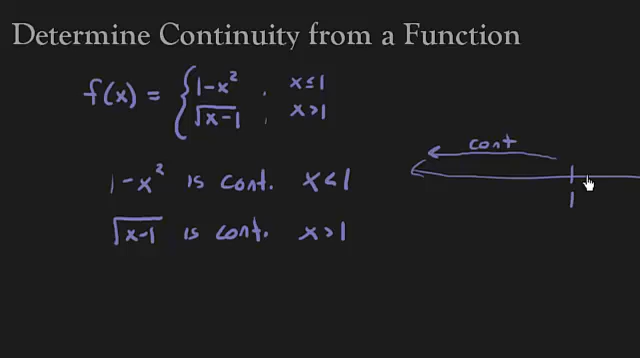 Determine Continuity from a Function
f(x) = { 1-x² , x≤1
√x-1 , x>1
cont
1-x² is cont. x<1
1
√x-1 is cont. x>1